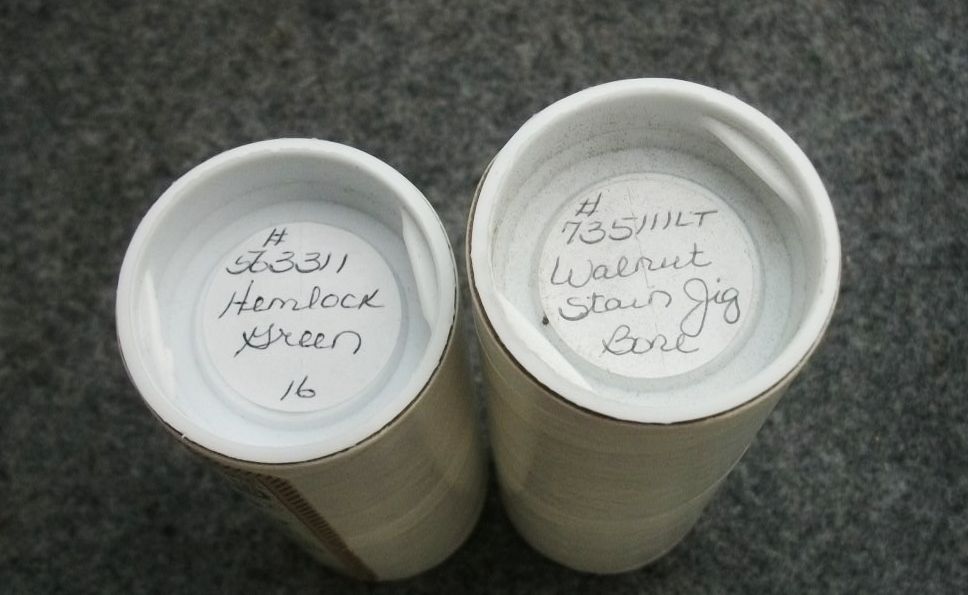 #
563311
Hemlock
Green
16
#
735111LT
Walnut
Stain Jig
Bone